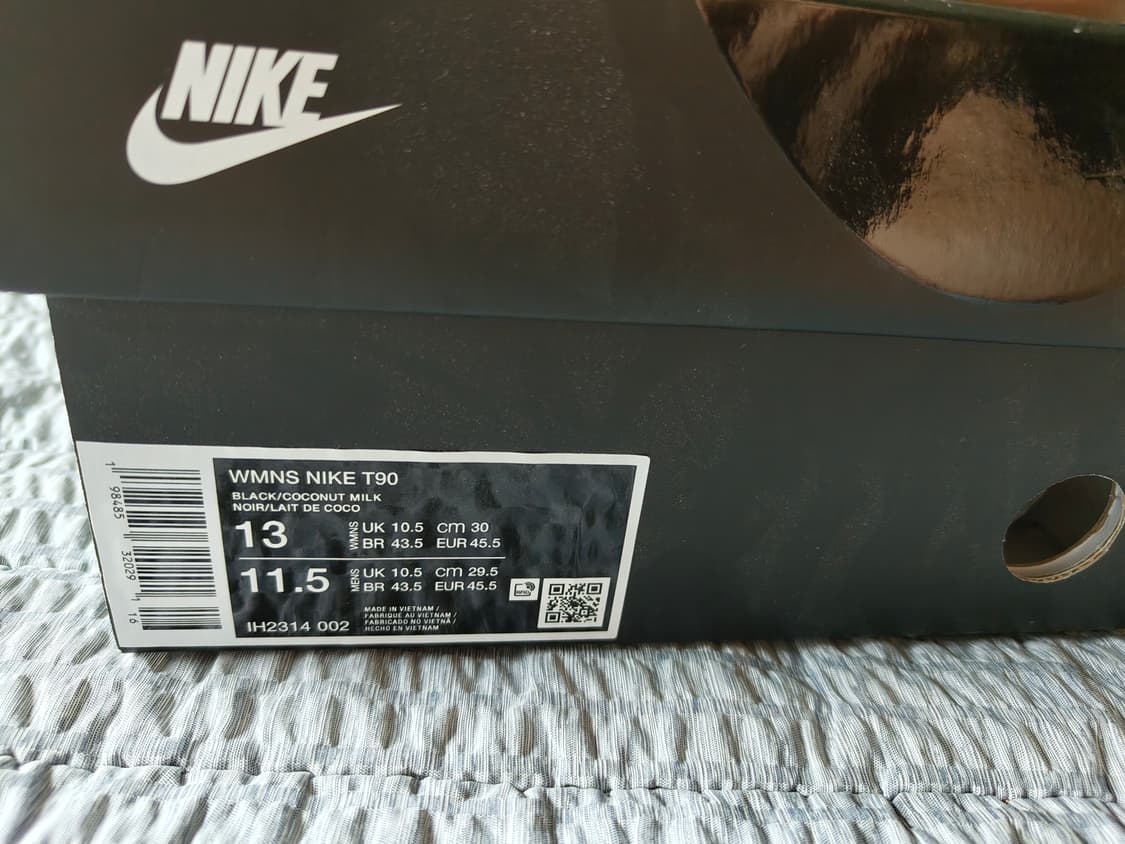 NIKE
WMNS NIKE T90
BLACK/COCONUT MILK
NOIR/LAIT DE COCO
13 WMNS UK 10.5 cm 30
BR 43.5 EUR 45.5
11.5 MENS UK 10.5 cm 29.5
BR 43.5 EUR 45.5
MADE IN VIETNAM /
FABRIQUE AU VIETNAM /
FABRICADO NO VIETNÃ /
HECHO EN VIETNAM
IH2314 002
RFID
1 98485 32029 1 16